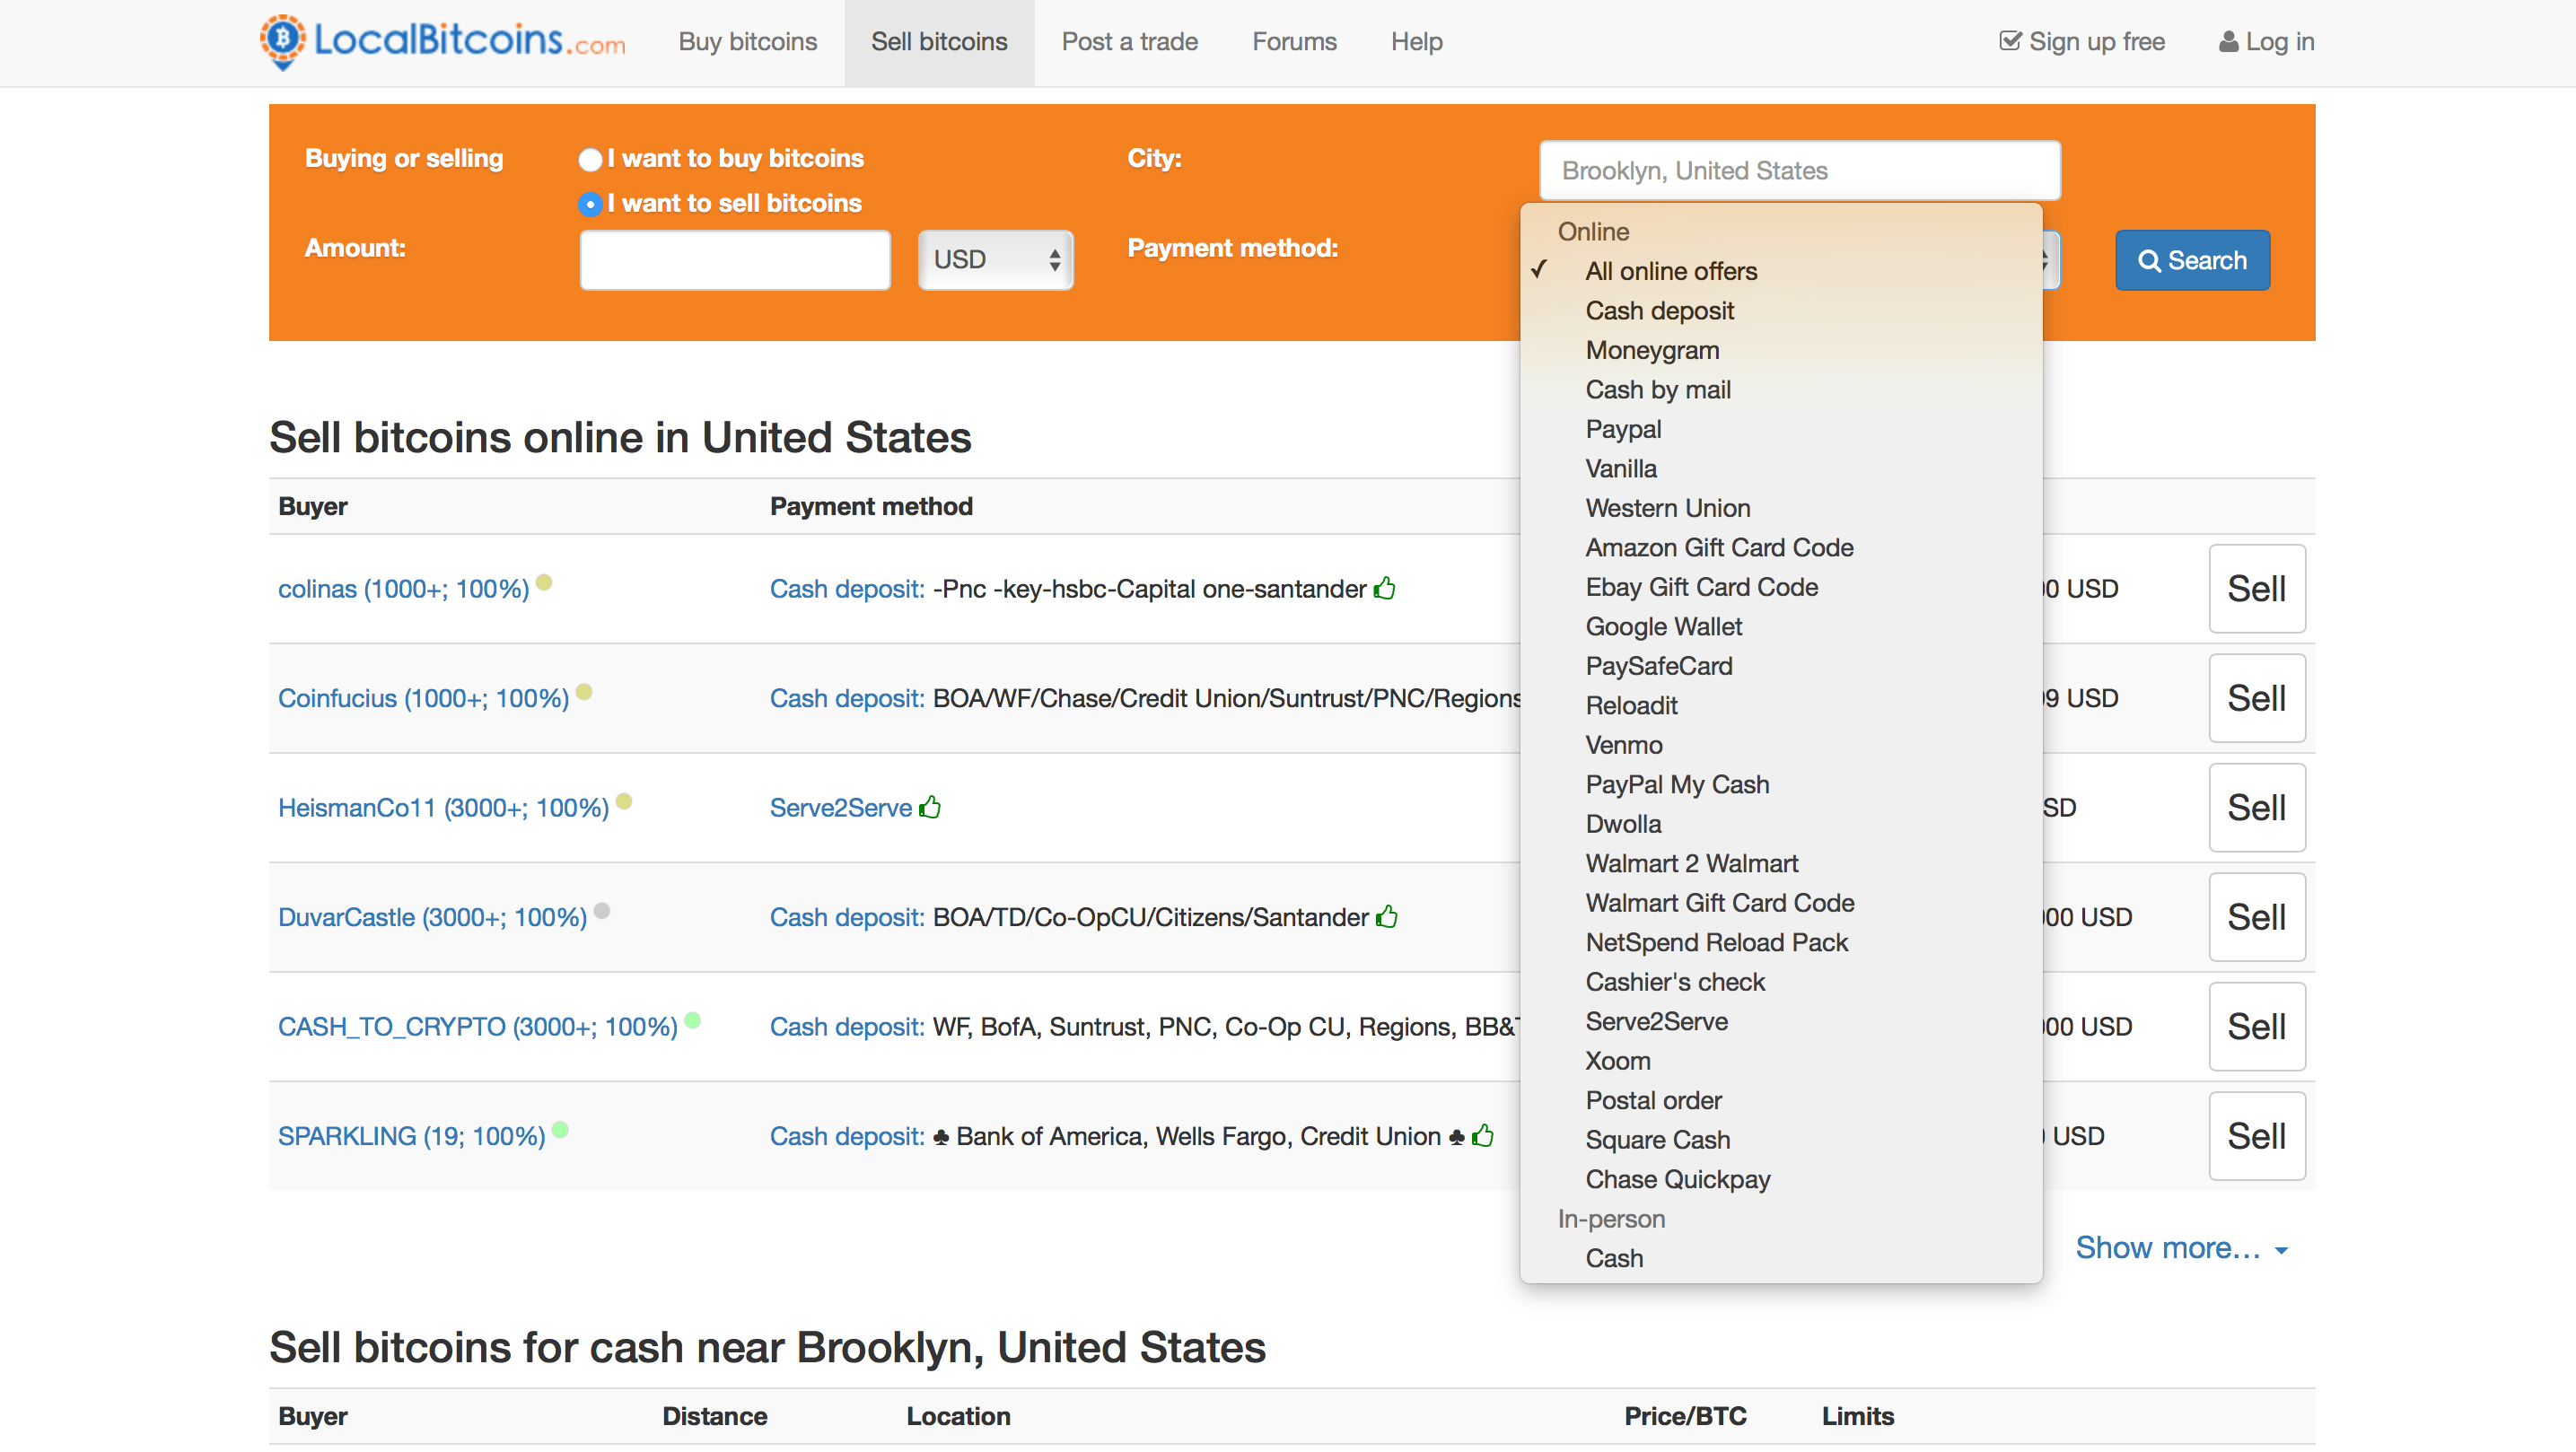 LocalBitcoins.com Buy bitcoins Sell bitcoins Post a trade Forums Help Sign up free Log in
Buying or selling I want to buy bitcoins City: Brooklyn, United States
I want to sell bitcoins
Amount: USD Payment method: Search
Online
✓ All online offers
Cash deposit
Moneygram
Cash by mail
Paypal
Vanilla
Western Union
Amazon Gift Card Code
Ebay Gift Card Code
Google Wallet
PaySafeCard
Reloadit
Venmo
PayPal My Cash
Dwolla
Walmart 2 Walmart
Walmart Gift Card Code
NetSpend Reload Pack
Cashier's check
Serve2Serve
Xoom
Postal order
Square Cash
Chase Quickpay
In-person
Cash
Sell bitcoins online in United States
Buyer Payment method
colinas (1000+; 100%) Cash deposit: -Pnc -key-hsbc-Capital one-santander USD Sell
Coinfucius (1000+; 100%) Cash deposit: BOA/WF/Chase/Credit Union/Suntrust/PNC/Regions USD Sell
HeismanCo11 (3000+; 100%) Serve2Serve SD Sell
DuvarCastle (3000+; 100%) Cash deposit: BOA/TD/Co-OpCU/Citizens/Santander 00 USD Sell
CASH_TO_CRYPTO (3000+; 100%) Cash deposit: WF, BofA, Suntrust, PNC, Co-Op CU, Regions, BB& 00 USD Sell
SPARKLING (19; 100%) Cash deposit: ♣ Bank of America, Wells Fargo, Credit Union ♣ USD Sell
Show more...
Sell bitcoins for cash near Brooklyn, United States
Buyer Distance Location Price/BTC Limits